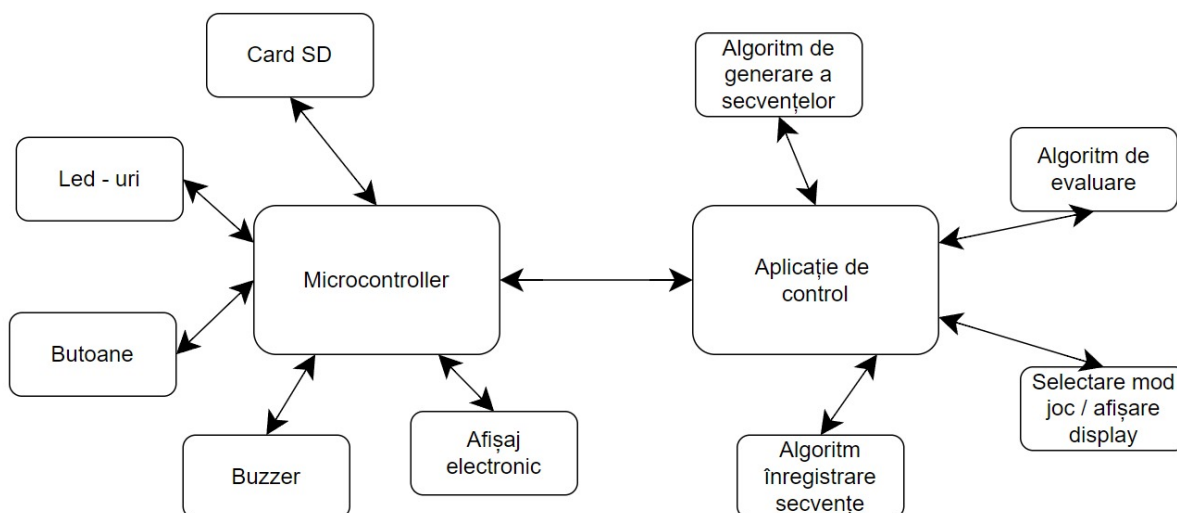 Card SD
Led - uri
Butoane
Buzzer
Afișaj
electronic
Microcontroller
Algoritm de
generare a
secvențelor
Algoritm de
evaluare
Aplicație de
control
Selectare mod
joc / afișare
display
Algoritm
înregistrare
secvențe